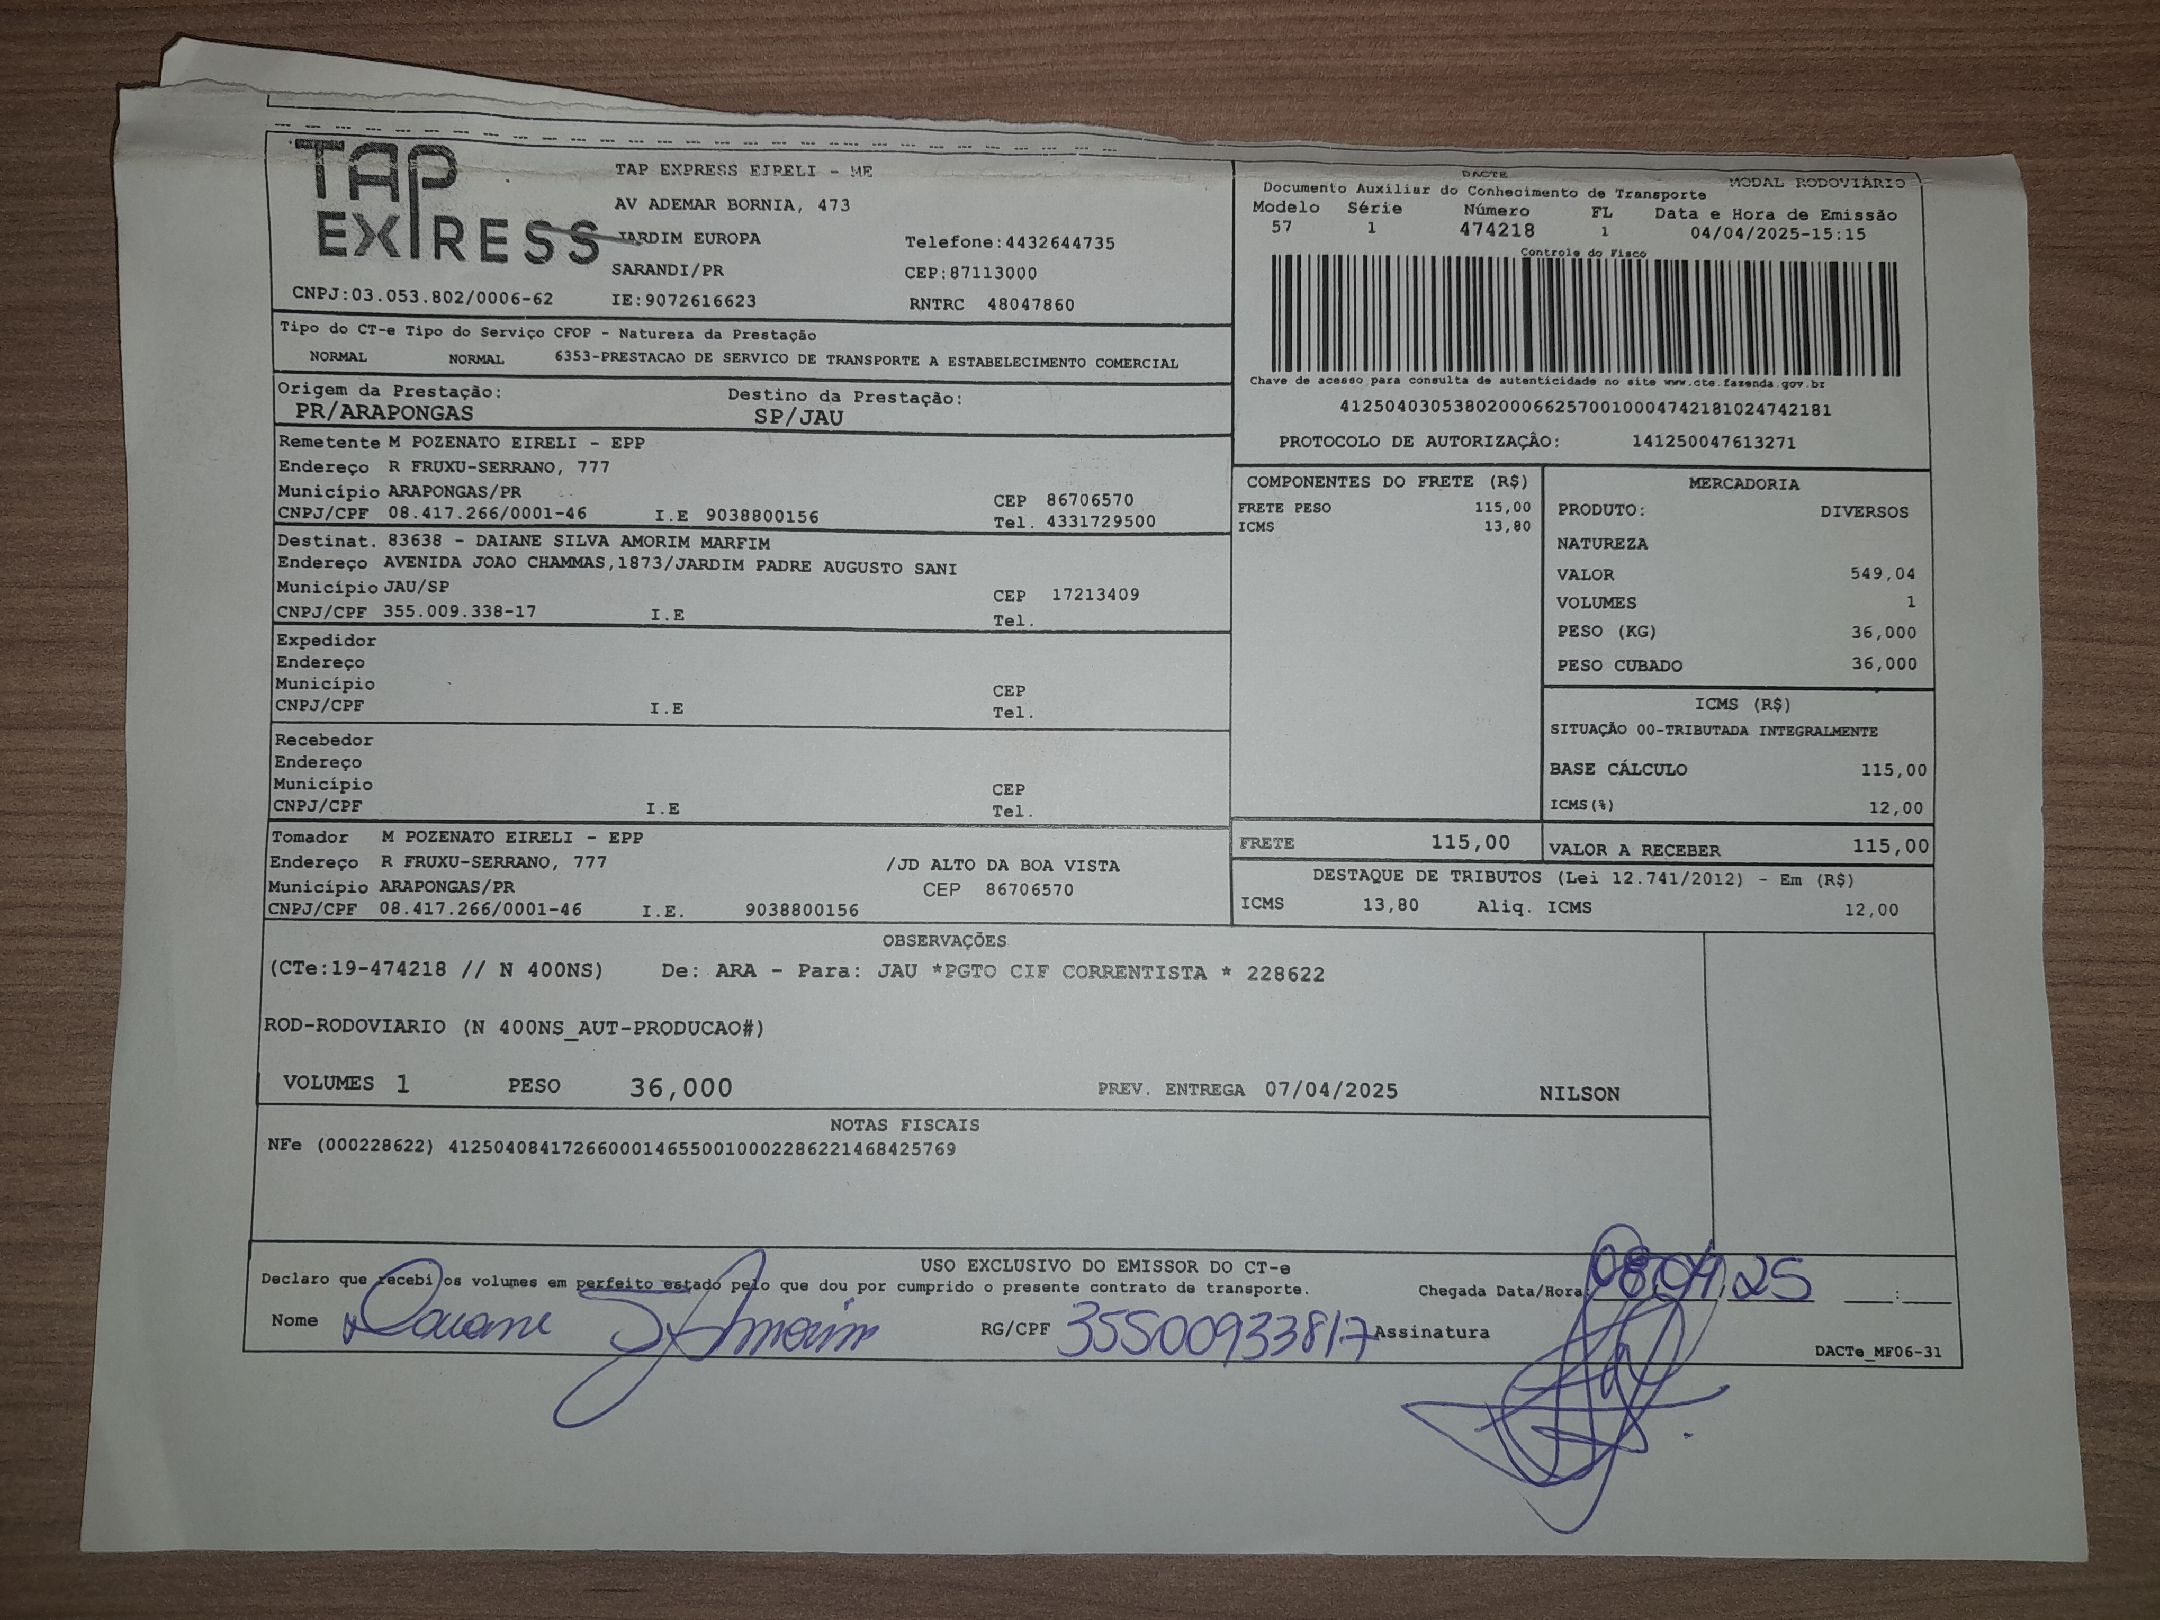 TAP
EXPRESS
TAP EXPRESS EIRELI - ME
AV ADEMAR BORNIA, 473
JARDIM EUROPA
Telefone:4432644735
SARANDI/PR
CEP:87113000
CNPJ:03.053.802/0006-62 IE:9072616623 RNTRC 48047860
DACTE
MODAL RODOVIÁRIO
Documento Auxiliar do Conhecimento de Transporte
Modelo Série Número FL Data e Hora de Emissão
57 1 474218 1 04/04/2025-15:15
Controle do Fisco
Chave de acesso para consulta de autenticidade no site www.cte.fazenda.gov.br
41250403053802000662570010004742181024742181
PROTOCOLO DE AUTORIZAÇÃO: 141250047613271
Tipo do CT-e Tipo do Serviço CFOP - Natureza da Prestação
NORMAL NORMAL 6353-PRESTACAO DE SERVICO DE TRANSPORTE A ESTABELECIMENTO COMERCIAL
Origem da Prestação: Destino da Prestação:
PR/ARAPONGAS SP/JAU
Remetente M POZENATO EIRELI - EPP
Endereço R FRUXU-SERRANO, 777
Município ARAPONGAS/PR CEP 86706570
CNPJ/CPF 08.417.266/0001-46 I.E 9038800156 Tel. 4331729500
Destinat. 83638 - DAIANE SILVA AMORIM MARFIM
Endereço AVENIDA JOAO CHAMMAS,1873/JARDIM PADRE AUGUSTO SANI
Município JAU/SP CEP 17213409
CNPJ/CPF 355.009.338-17 I.E Tel.
Expedidor
Endereço
Município CEP
CNPJ/CPF I.E Tel.
Recebedor
Endereço
Município CEP
CNPJ/CPF I.E Tel.
Tomador M POZENATO EIRELI - EPP
Endereço R FRUXU-SERRANO, 777 /JD ALTO DA BOA VISTA
Município ARAPONGAS/PR CEP 86706570
CNPJ/CPF 08.417.266/0001-46 I.E. 9038800156
COMPONENTES DO FRETE (R$)
FRETE PESO 115,00
ICMS 13,80
MERCADORIA
PRODUTO: DIVERSOS
NATUREZA
VALOR 549,04
VOLUMES 1
PESO (KG) 36,000
PESO CUBADO 36,000
ICMS (R$)
SITUAÇÃO 00-TRIBUTADA INTEGRALMENTE
BASE CÁLCULO 115,00
ICMS(%) 12,00
FRETE 115,00 VALOR A RECEBER 115,00
DESTAQUE DE TRIBUTOS (Lei 12.741/2012) - Em (R$)
ICMS 13,80 Aliq. ICMS 12,00
OBSERVAÇÕES
(CTe:19-474218 // N 400NS) De: ARA - Para: JAU *PGTO CIF CORRENTISTA * 228622
ROD-RODOVIARIO (N 400NS_AUT-PRODUCAO#)
VOLUMES 1 PESO 36,000 PREV. ENTREGA 07/04/2025 NILSON
NOTAS FISCAIS
NFe (000228622) 41250408417266000146550010002286221468425769
USO EXCLUSIVO DO EMISSOR DO CT-e
Declaro que recebi os volumes em perfeito estado pelo que dou por cumprido o presente contrato de transporte. Chegada Data/Hora 08 04 25 :
Nome Daiane S Amorim RG/CPF 35500933817 Assinatura
DACTe_MF06-31